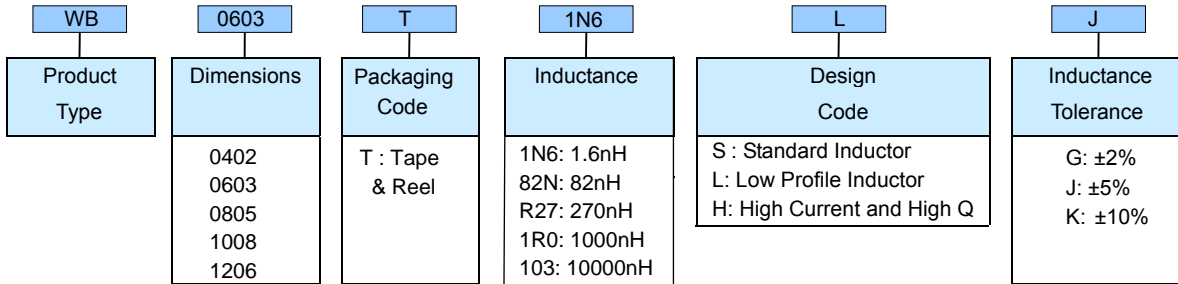 WB 0603 T 1N6 L J
Product Type
Dimensions
Packaging Code
Inductance
Design Code
Inductance Tolerance
0402
0603
0805
1008
1206
T : Tape
& Reel
1N6: 1.6nH
82N: 82nH
R27: 270nH
1R0: 1000nH
103: 10000nH
S : Standard Inductor
L: Low Profile Inductor
H: High Current and High Q
G: ±2%
J: ±5%
K: ±10%